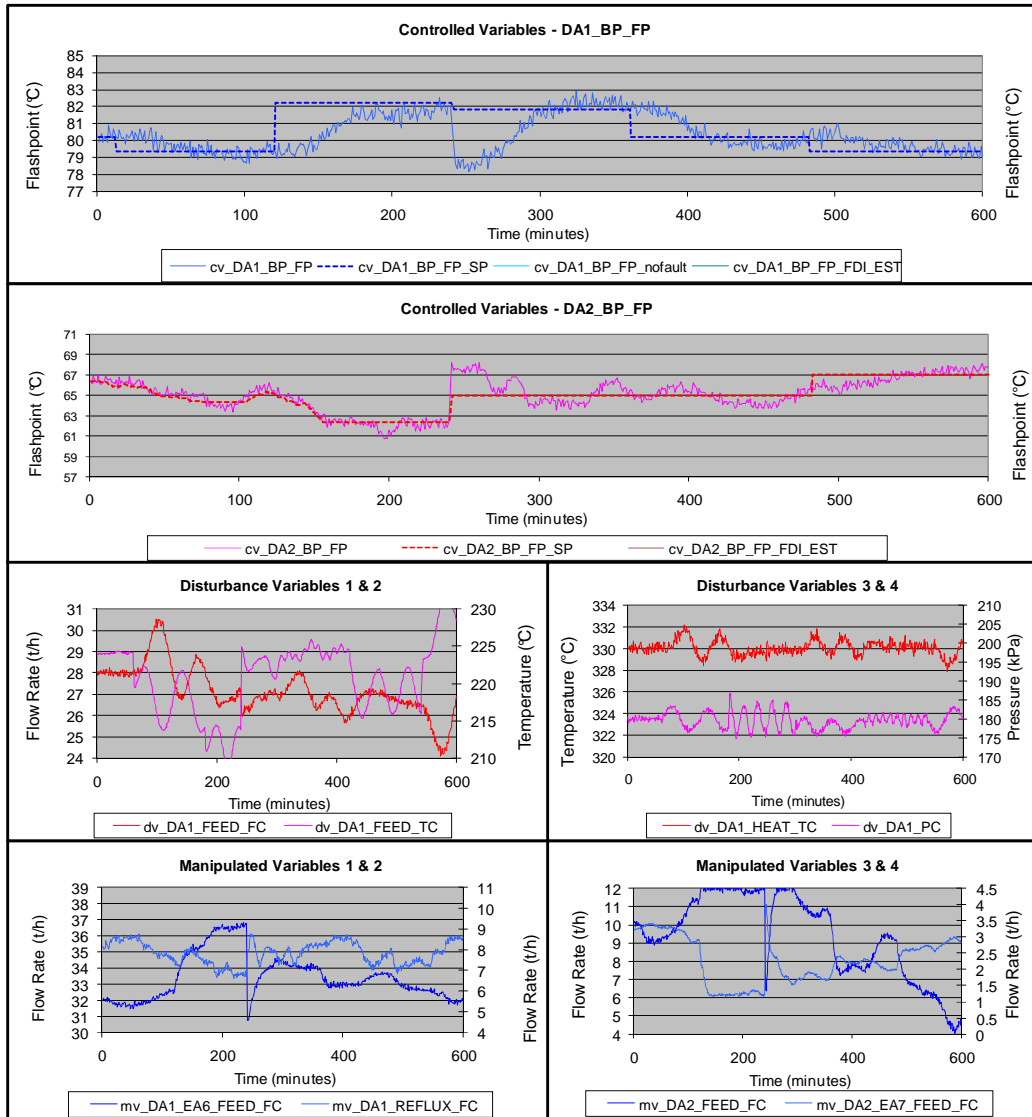 Controlled Variables - DA1_BP_FP
85
84
83
82
81
80
79
78
77
Flashpoint (°C)
Flashpoint (°C)
0 100 200 300 400 500 600
Time (minutes)
cv_DA1_BP_FP cv_DA1_BP_FP_SP cv_DA1_BP_FP_nofault cv_DA1_BP_FP_FDI_EST
Controlled Variables - DA2_BP_FP
71
69
67
65
63
61
59
57
Flashpoint (°C)
Flashpoint (°C)
0 100 200 300 400 500 600
Time (minutes)
cv_DA2_BP_FP cv_DA2_BP_FP_SP cv_DA2_BP_FP_FDI_EST
Disturbance Variables 1 & 2
31
30
29
28
27
26
25
24
Flow Rate (t/h)
230
225
220
215
210
Temperature (°C)
0 200 400 600
Time (minutes)
dv_DA1_FEED_FC dv_DA1_FEED_TC
Disturbance Variables 3 & 4
334
332
330
328
326
324
322
320
Temperature (°C)
210
205
200
195
190
185
180
175
170
Pressure (kPa)
0 200 400 600
Time (minutes)
dv_DA1_HEAT_TC dv_DA1_PC
Manipulated Variables 1 & 2
39
38
37
36
35
34
33
32
31
30
Flow Rate (t/h)
11
10
9
8
7
6
5
4
Flow Rate (t/h)
0 200 400 600
Time (minutes)
mv_DA1_EA6_FEED_FC mv_DA1_REFLUX_FC
Manipulated Variables 3 & 4
12
11
10
9
8
7
6
5
4
Flow Rate (t/h)
4.5
4
3.5
3
2.5
2
1.5
1
0.5
0
Flow Rate (t/h)
0 200 400 600
Time (minutes)
mv_DA2_FEED_FC mv_DA2_EA7_FEED_FC